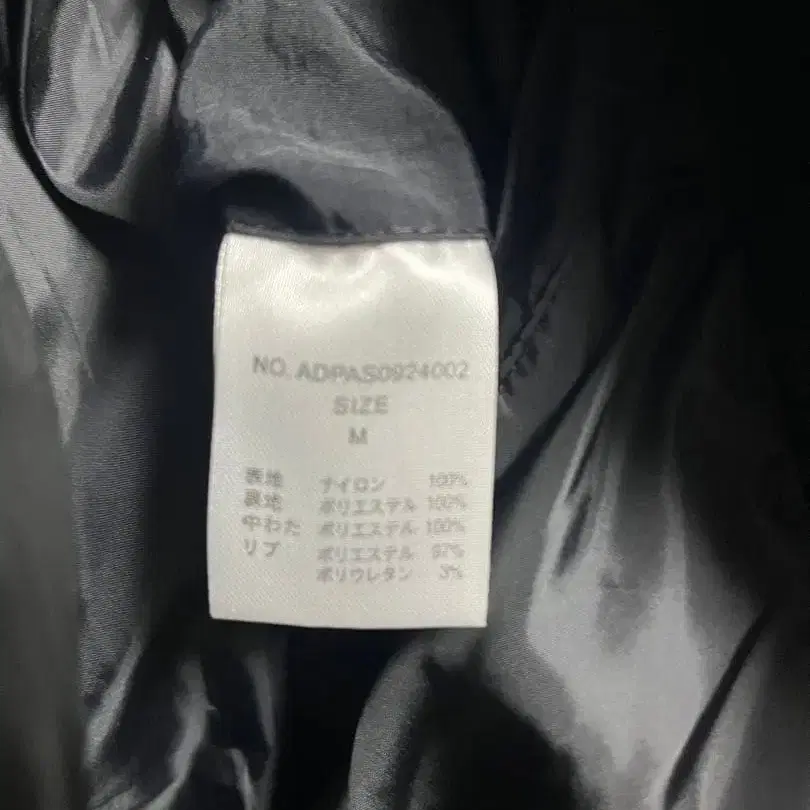 NO. ADPAS0924002
SIZE
M
表地 ナイロン 100%
裏地 ポリエステル 100%
中わた ポリエステル 100%
リブ ポリエステル 97%
ポリウレタン 3%